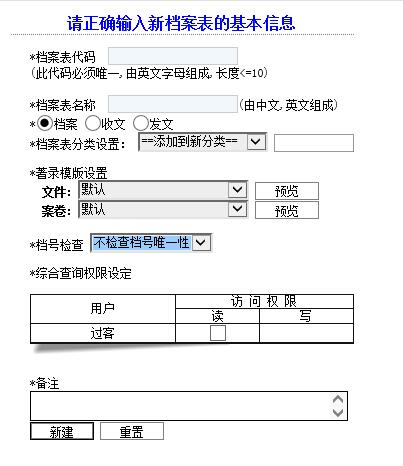 请正确输入新档案表的基本信息
*档案表代码
(此代码必须唯一,由英文字母组成,长度<=10)
*档案表名称 (由中文,英文组成)
*档案 收文 发文
*档案表分类设置: ==添加到新分类==
*著录模版设置
文件: 默认 预览
案卷: 默认 预览
*档号检查 不检查档号唯一性
*综合查询权限设定
用户 访 问 权 限
读 写
过客
*备注
新建 重置